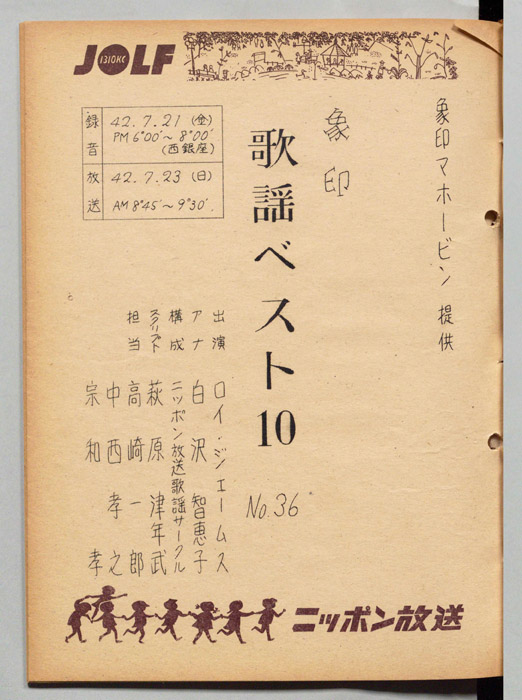 JOLF
1310KC
象印マホービン 提供
象印
歌謡ベスト10
No.36
録音 42.7.21(金)
PM 6°00′～8°00′
(西銀座)
放送 42.7.23(日)
AM 8°45′～9°30′
出演 ロイ・ジェームス
アナ 白沢智恵子
構成 ニッポン放送歌謡サークル
スクリプト 萩原津年武
担当 高崎一郎
中西孝之
宗和孝
ニッポン放送